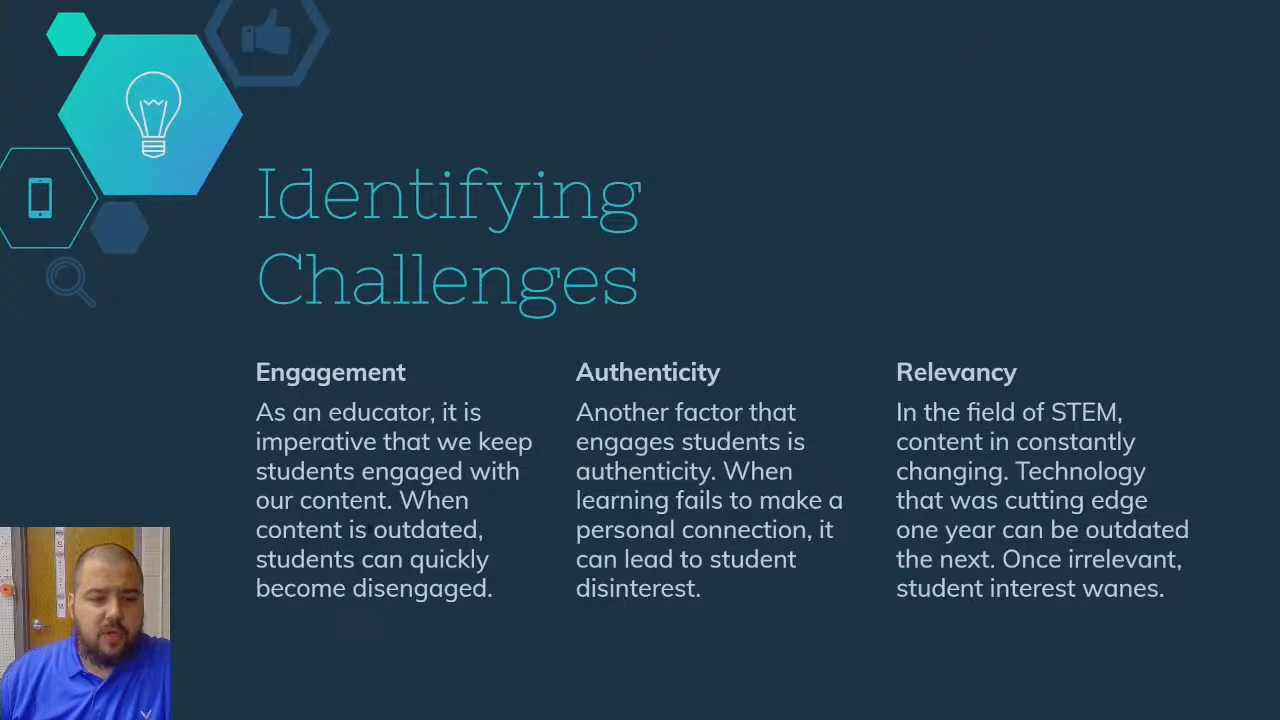 Identifying
Challenges
Engagement
As an educator, it is
imperative that we keep
students engaged with
our content. When
content is outdated,
students can quickly
become disengaged.
Authenticity
Another factor that
engages students is
authenticity. When
learning fails to make a
personal connection, it
can lead to student
disinterest.
Relevancy
In the field of STEM,
content in constantly
changing. Technology
that was cutting edge
one year can be outdated
the next. Once irrelevant,
student interest wanes.